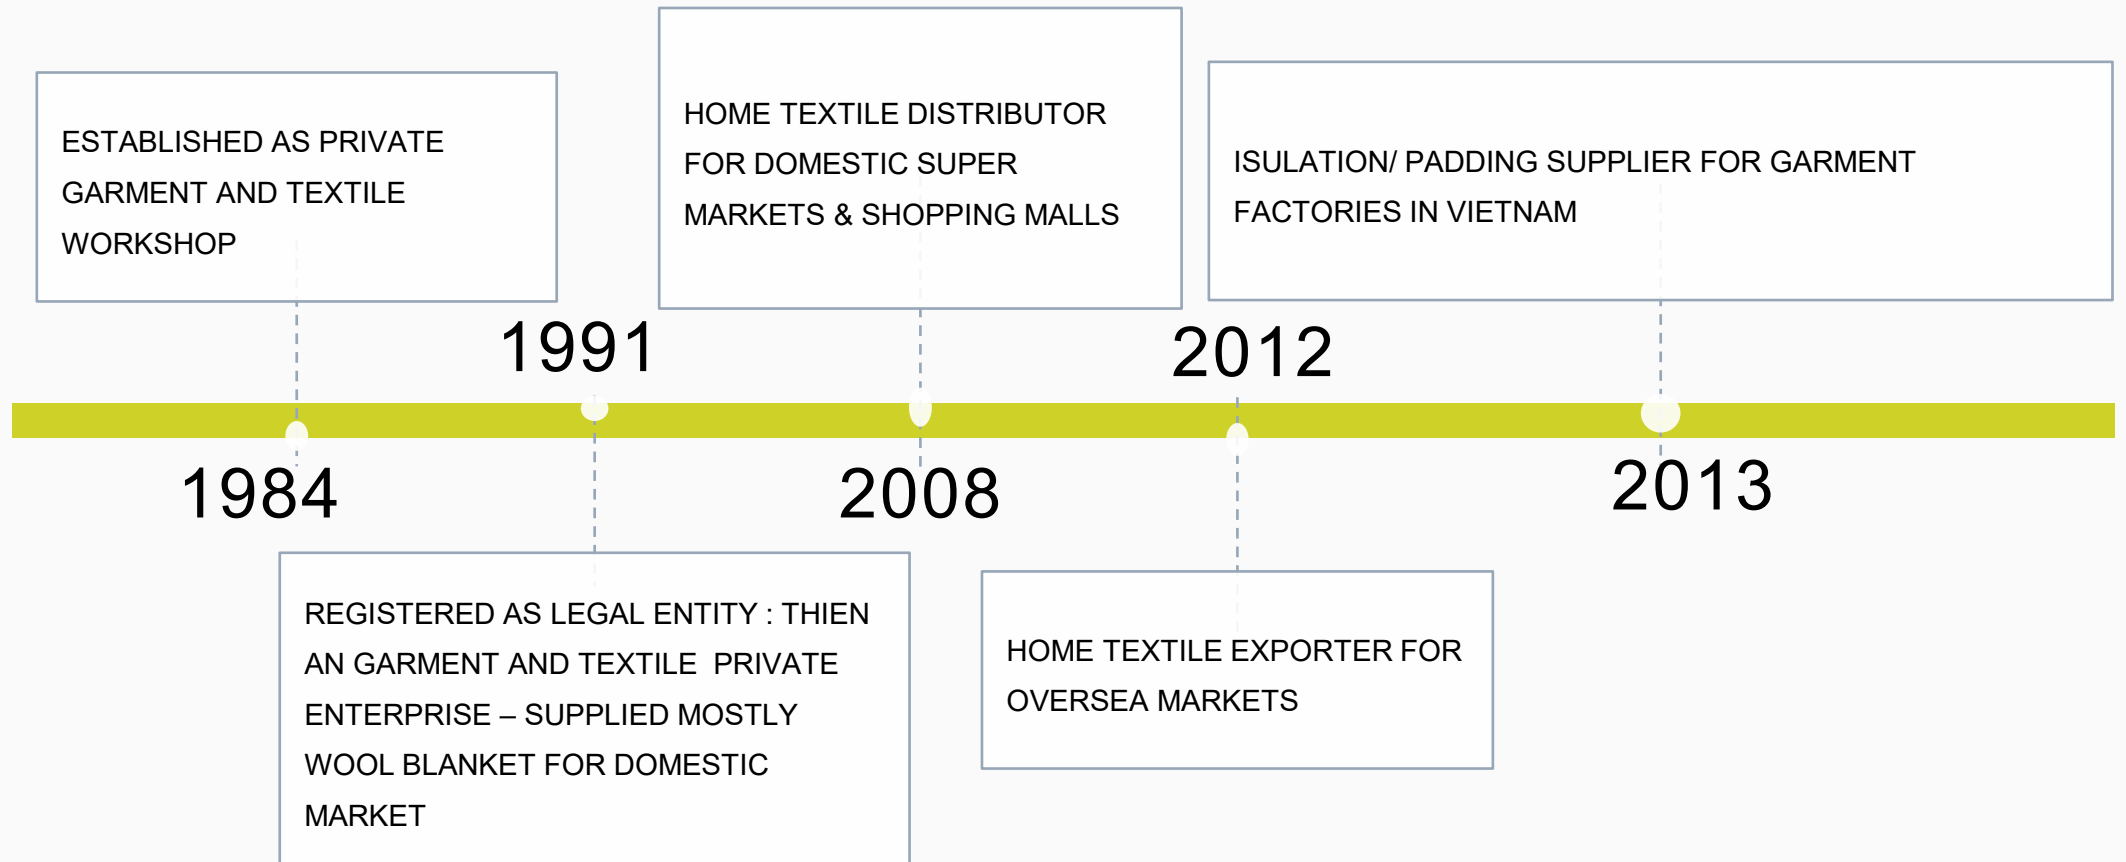 ESTABLISHED AS PRIVATE
GARMENT AND TEXTILE
WORKSHOP
1984
1991
REGISTERED AS LEGAL ENTITY : THIEN
AN GARMENT AND TEXTILE  PRIVATE
ENTERPRISE – SUPPLIED MOSTLY
WOOL BLANKET FOR DOMESTIC
MARKET
HOME TEXTILE DISTRIBUTOR
FOR DOMESTIC SUPER
MARKETS & SHOPPING MALLS
2008
2012
HOME TEXTILE EXPORTER FOR
OVERSEA MARKETS
ISULATION/ PADDING SUPPLIER FOR GARMENT
FACTORIES IN VIETNAM
2013